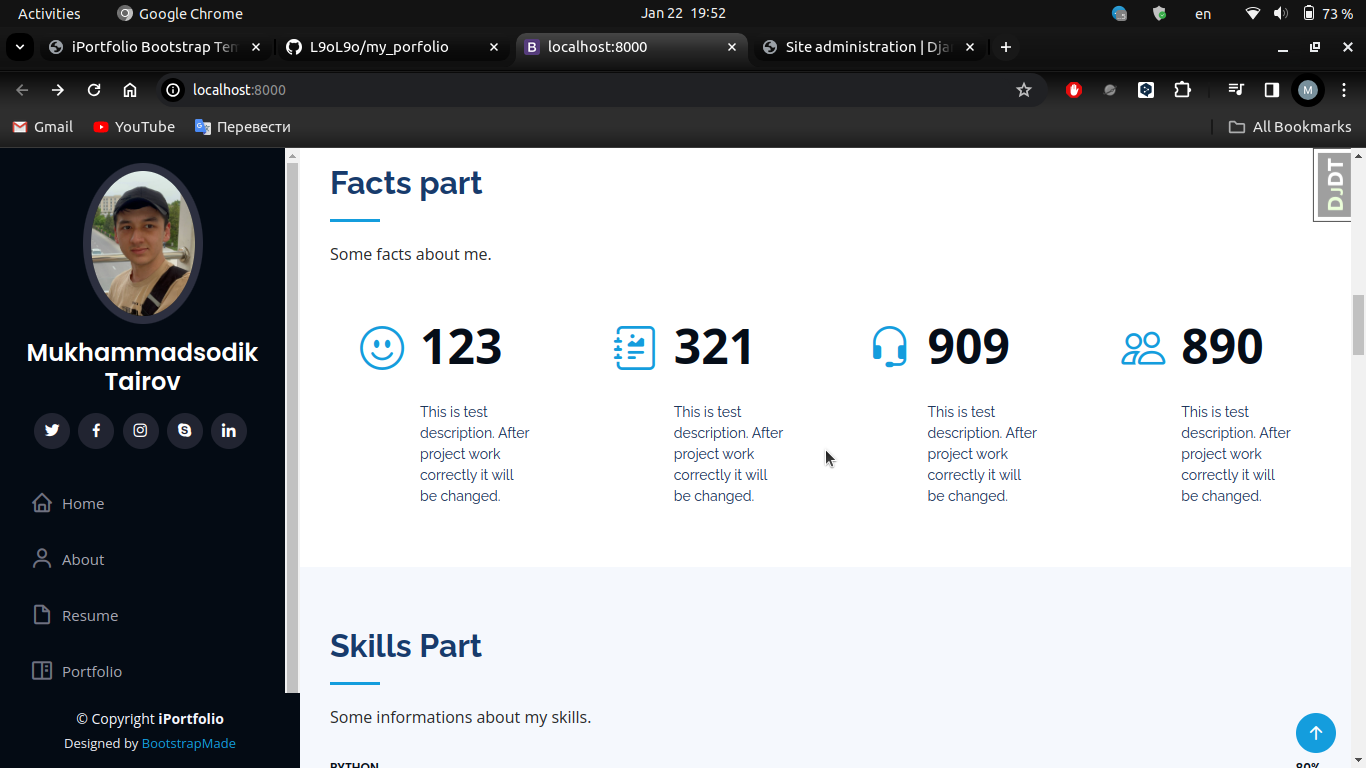 Activities
Google Chrome
Jan 22 19:52
en
73 %
iPortfolio Bootstrap Tem
L9oL9o/my_porfolio
localhost:8000
Site administration | Dja
localhost:8000
M
Gmail
YouTube
Перевести
All Bookmarks
Mukhammadsodik
Tairov
Home
About
Resume
Portfolio
© Copyright iPortfolio
Designed by BootstrapMade
DJDT
Facts part
Some facts about me.
123
This is test
description. After
project work
correctly it will
be changed.
321
This is test
description. After
project work
correctly it will
be changed.
909
This is test
description. After
project work
correctly it will
be changed.
890
This is test
description. After
project work
correctly it will
be changed.
Skills Part
Some informations about my skills.
PYTHON
80%